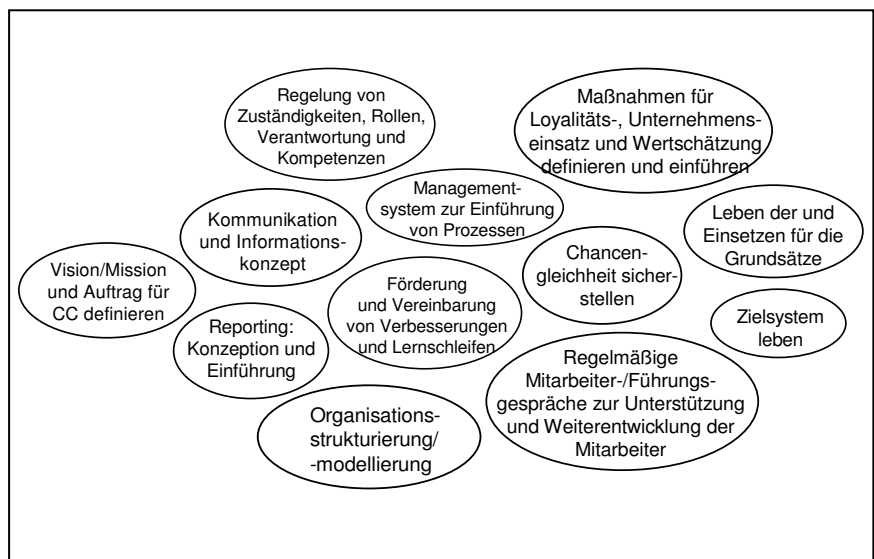 Regelung von
Zuständigkeiten, Rollen,
Verantwortung und
Kompetenzen
Maßnahmen für
Loyalitäts-, Unternehmens-
einsatz und Wertschätzung
definieren und einführen
Management-
system zur Einführung
von Prozessen
Kommunikation
und Informations-
konzept
Leben der und
Einsetzen für die
Grundsätze
Chancen-
gleichheit sicher-
stellen
Vision/Mission
und Auftrag für
CC definieren
Förderung
und Vereinbarung
von Verbesserungen
und Lernschleifen
Zielsystem
leben
Reporting:
Konzeption und
Einführung
Regelmäßige
Mitarbeiter-/Führungs-
gespräche zur Unterstützung
und Weiterentwicklung der
Mitarbeiter
Organisations-
strukturierung/
-modellierung